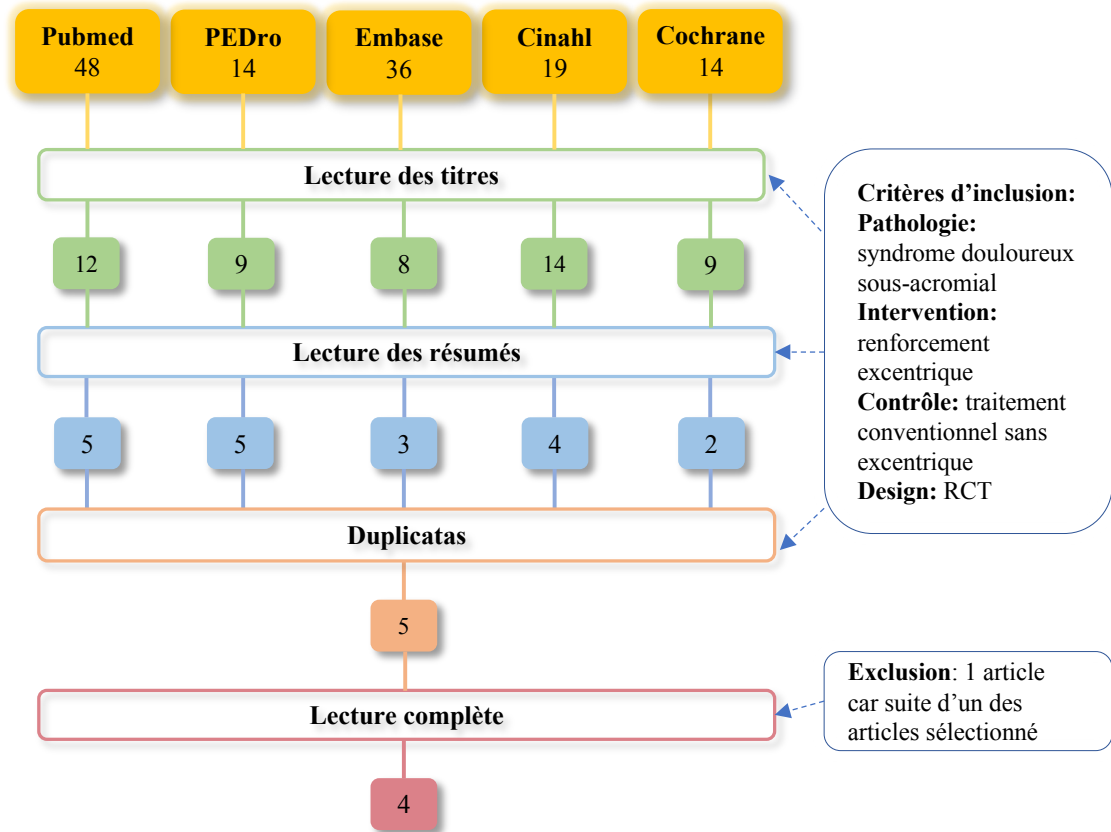 Pubmed
48
PEDro
14
Embase
36
Cinahl
19
Cochrane
14
Lecture des titres
12
9
8
14
9
Lecture des résumés
5
5
3
4
2
Duplicatas
5
Lecture complète
4
Critères d’inclusion:
Pathologie:
syndrome douloureux
sous-acromial
Intervention:
renforcement
excentrique
Contrôle: traitement
conventionnel sans
excentrique
Design: RCT
Exclusion: 1 article
car suite d’un des
articles sélectionné